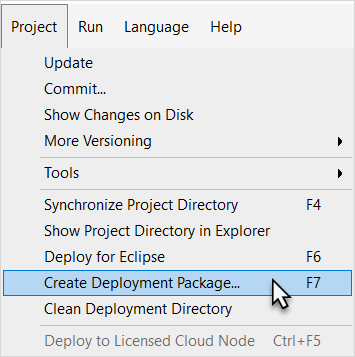 Project Run Language Help
Update
Commit...
Show Changes on Disk
More Versioning
Tools
Synchronize Project Directory F4
Show Project Directory in Explorer
Deploy for Eclipse F6
Create Deployment Package... F7
Clean Deployment Directory
Deploy to Licensed Cloud Node Ctrl+F5